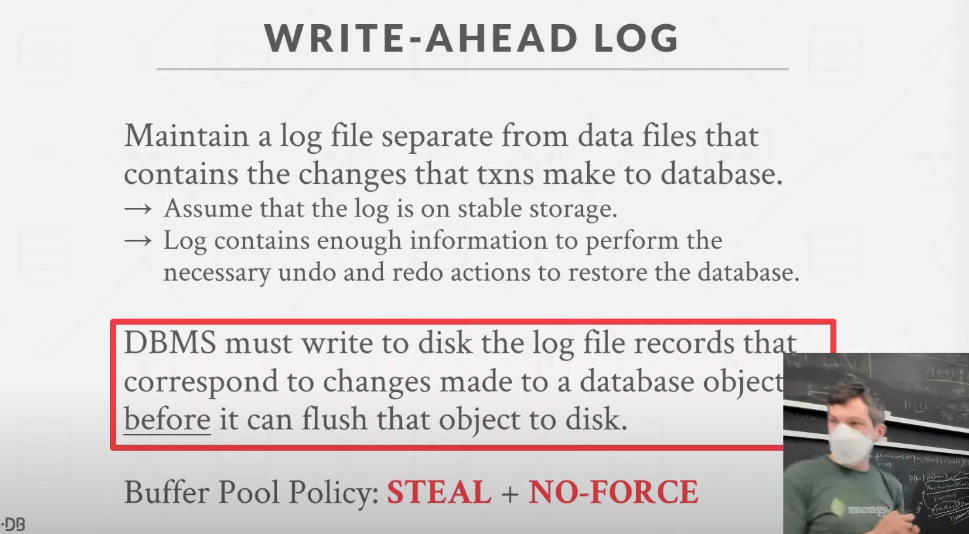 WRITE-AHEAD LOG
Maintain a log file separate from data files that
contains the changes that txns make to database.
→ Assume that the log is on stable storage.
→ Log contains enough information to perform the
necessary undo and redo actions to restore the database.
DBMS must write to disk the log file records that
correspond to changes made to a database object
before it can flush that object to disk.
Buffer Pool Policy: STEAL + NO-FORCE
·DB
mong